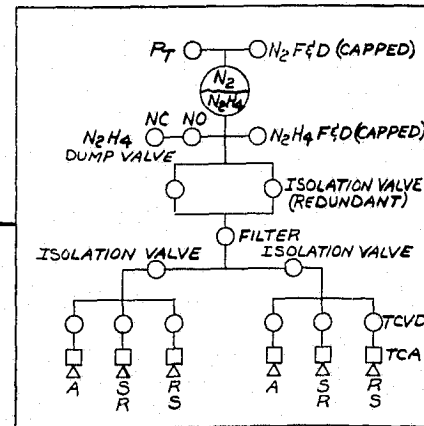 PT N2 F&D (CAPPED)
N2
N2H4
NC NO
N2H4 N2H4 F&D (CAPPED)
DUMP VALVE
ISOLATION VALVE
(REDUNDANT)
FILTER
ISOLATION VALVE ISOLATION VALVE
TCVD
TCA
A S R A S R
R S R S